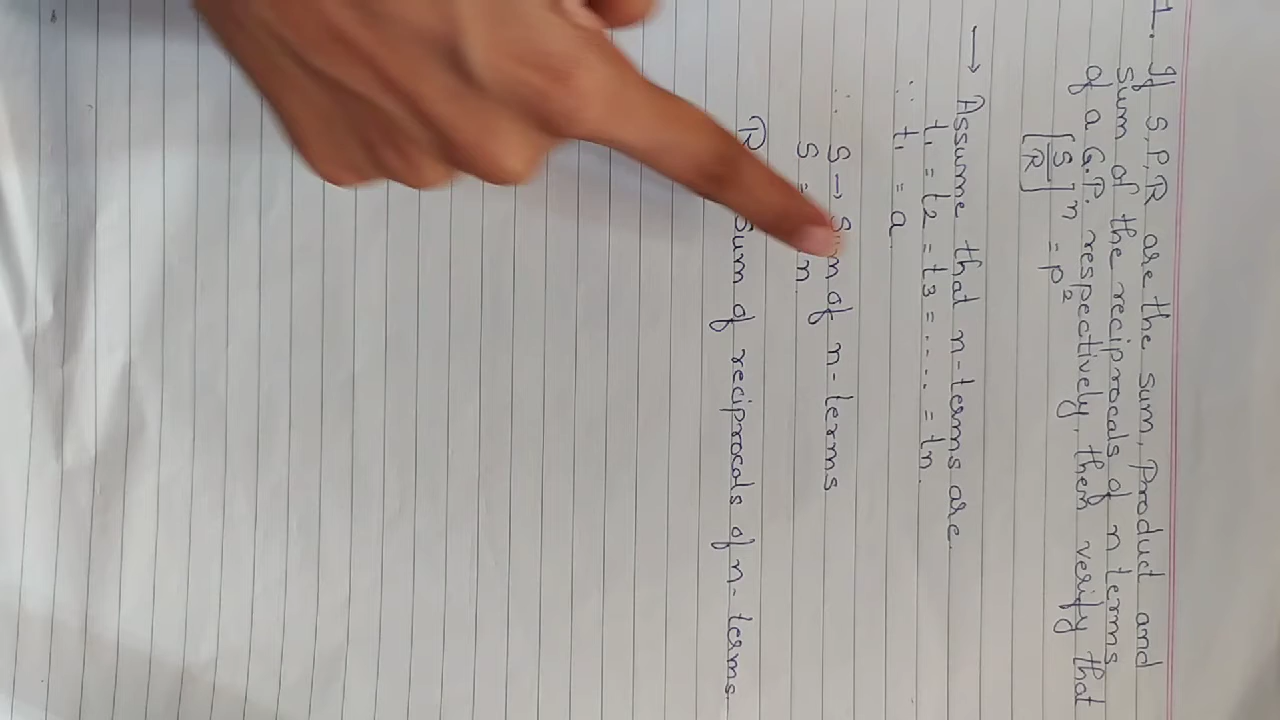 1. If S, P, R are the sum, product and
sum of the reciprocals of n terms
of a G.P. respectively, then verify that
[S/R]^n = p^2
→ Assume that n-terms are
t1 = t2 = t3 = ..... = tn.
∵ t1 = a
∴ S → Sum of n-terms
S = n.
R Sum of reciprocals of n-terms.